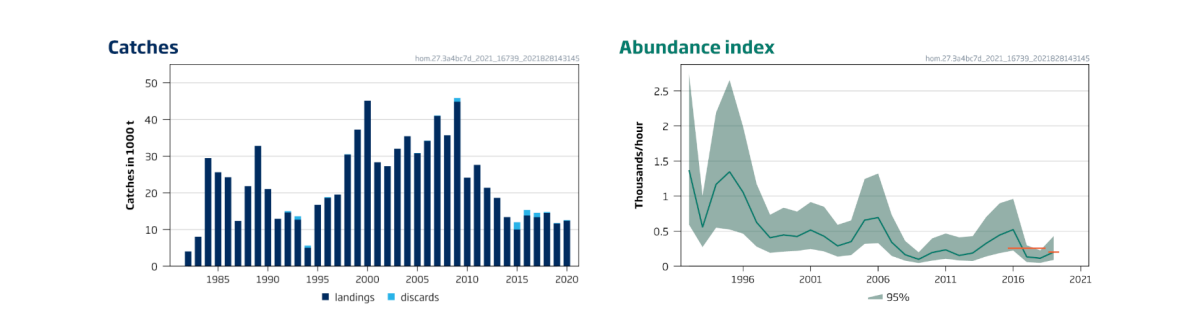 Catches
hom.27.3a4bc7d_2021_16739_2021828143145
Catches in 1000 t
50
40
30
20
10
0
1985 1990 1995 2000 2005 2010 2015 2020
landings discards
Abundance index
hom.27.3a4bc7d_2021_16739_2021828143145
Thousands/hour
2.5
2
1.5
1
0.5
0
1996 2001 2006 2011 2016 2021
95%